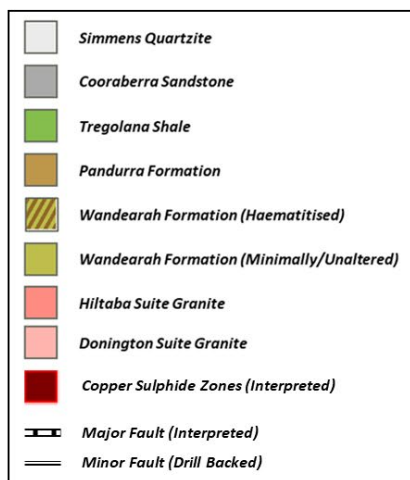 Simmens Quartzite
Cooraberra Sandstone
Tregolana Shale
Pandurra Formation
Wandearah Formation (Haematitised)
Wandearah Formation (Minimally/Unaltered)
Hiltaba Suite Granite
Donington Suite Granite
Copper Sulphide Zones (Interpreted)
Major Fault (Interpreted)
Minor Fault (Drill Backed)